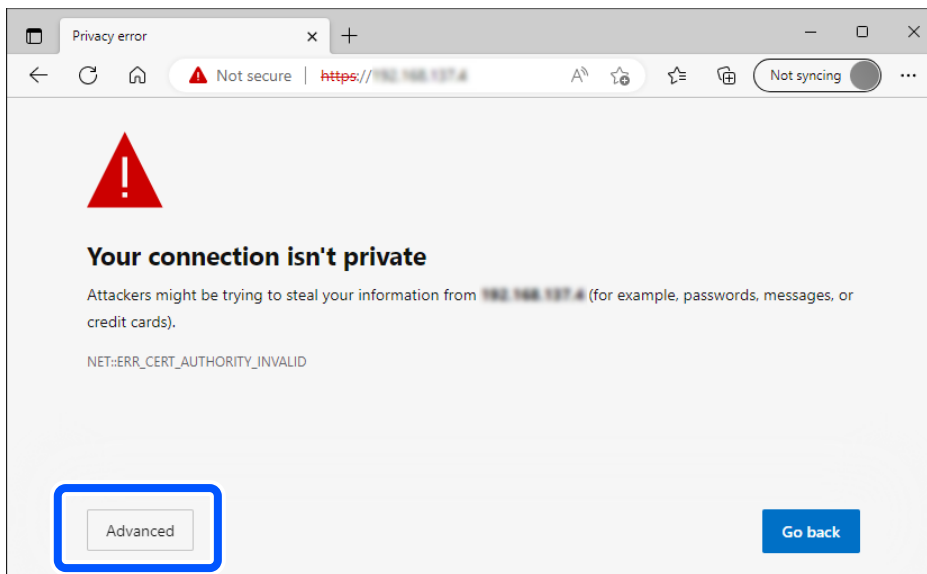 Privacy error
Not secure
https://
Not syncing
Your connection isn't private
Attackers might be trying to steal your information from (for example, passwords, messages, or
credit cards).
NET::ERR_CERT_AUTHORITY_INVALID
Advanced
Go back